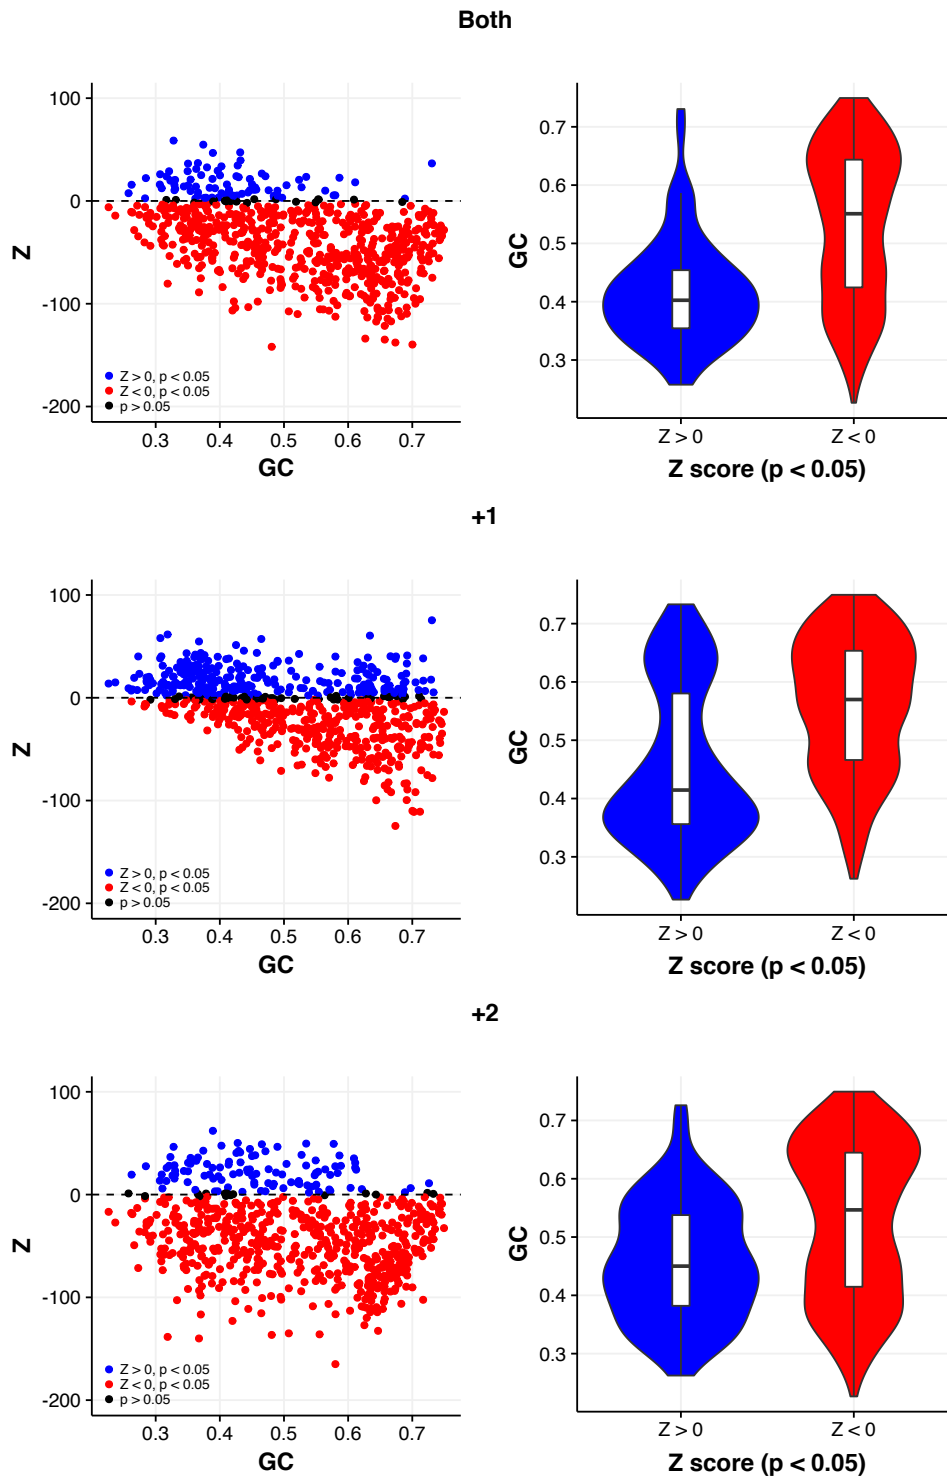 Both
100
0
-100
-200
Z
Z > 0, p < 0.05
Z < 0, p < 0.05
p > 0.05
0.3 0.4 0.5 0.6 0.7
GC
0.7
0.6
0.5
0.4
0.3
GC
Z > 0 Z < 0
Z score (p < 0.05)
+1
100
0
-100
-200
Z
Z > 0, p < 0.05
Z < 0, p < 0.05
p > 0.05
0.3 0.4 0.5 0.6 0.7
GC
0.7
0.6
0.5
0.4
0.3
GC
Z > 0 Z < 0
Z score (p < 0.05)
+2
100
0
-100
-200
Z
Z > 0, p < 0.05
Z < 0, p < 0.05
p > 0.05
0.3 0.4 0.5 0.6 0.7
GC
0.7
0.6
0.5
0.4
0.3
GC
Z > 0 Z < 0
Z score (p < 0.05)